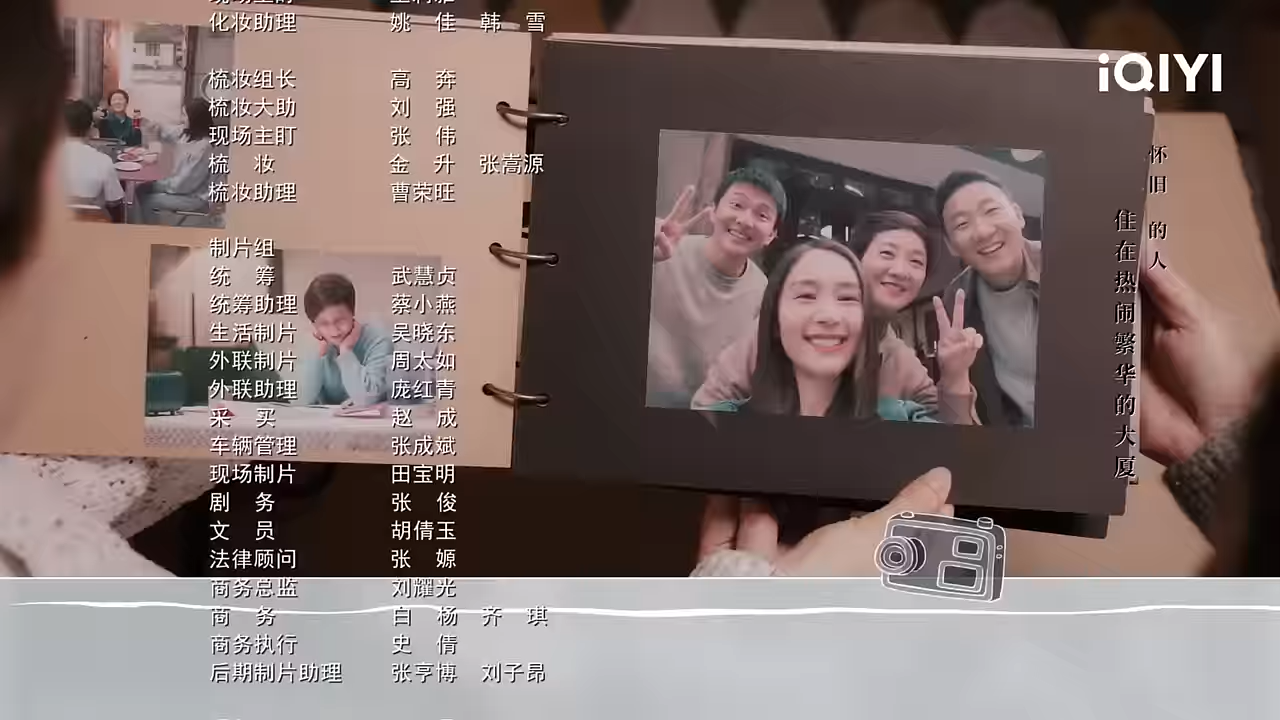 化妆助理 姚佳 韩雪
梳妆组长 高奔
梳妆大助 刘强
现场主盯 张伟
梳妆 金升 张嵩源
梳妆助理 曹荣旺
制片组
统筹 武慧贞
统筹助理 蔡小燕
生活制片 吴晓东
外联制片 周太如
外联助理 庞红青
采买 赵成
车辆管理 张成斌
现场制片 田宝明
剧务 张俊
文员 胡倩玉
法律顾问 张嫄
商务总监 刘耀光
商务 白杨 齐琪
商务执行 史倩
后期制片助理 张亨博 刘子昂
iQIYI
怀旧的人
住在热闹繁华的大厦